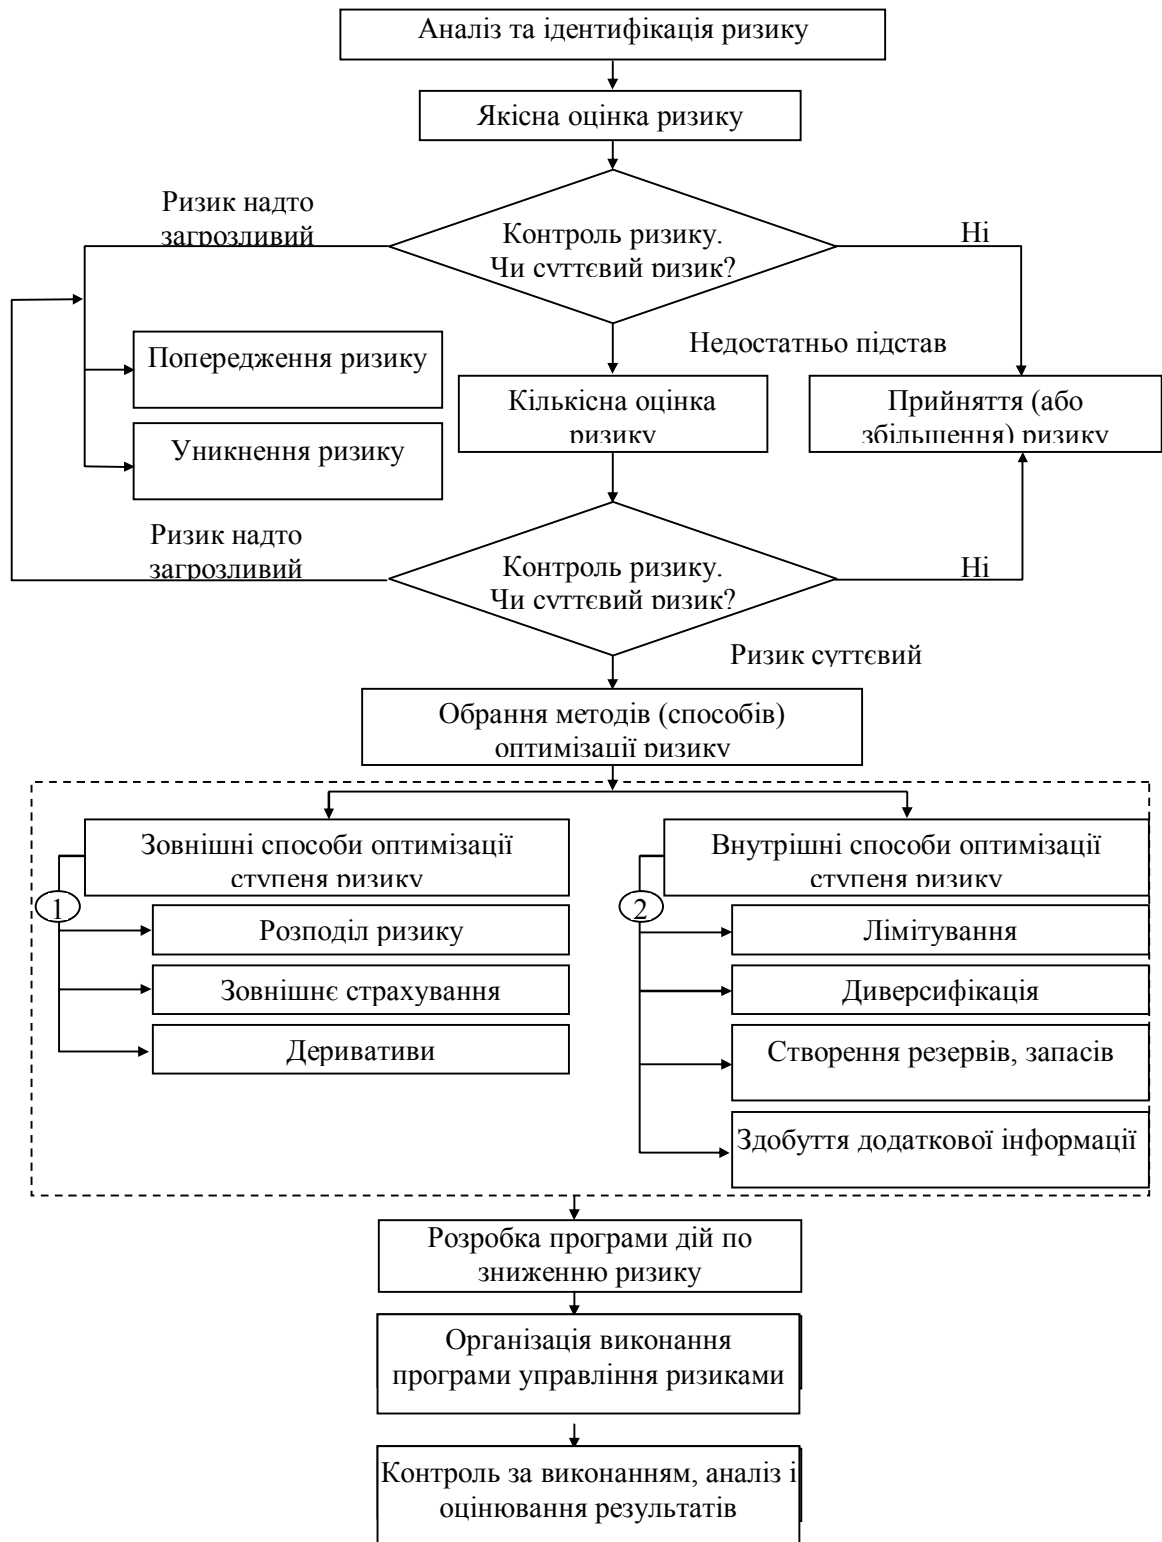 Аналіз та ідентифікація ризику
Якісна оцінка ризику
Ризик надто
загрозливий
Контроль ризику.
Чи суттєвий ризик?
Ні
Недостатньо підстав
Попередження ризику
Кількісна оцінка
ризику
Прийняття (або
збільшення) ризику
Уникнення ризику
Ризик надто
загрозливий
Контроль ризику.
Чи суттєвий ризик?
Ні
Ризик суттєвий
Обрання методів (способів)
оптимізації ризику
Зовнішні способи оптимізації
ступеня ризику
1
Розподіл ризику
Зовнішнє страхування
Деривативи
Внутрішні способи оптимізації
ступеня ризику
2
Лімітування
Диверсифікація
Створення резервів, запасів
Здобуття додаткової інформації
Розробка програми дій по
зниженню ризику
Організація виконання
програми управління ризиками
Контроль за виконанням, аналіз і
оцінювання результатів